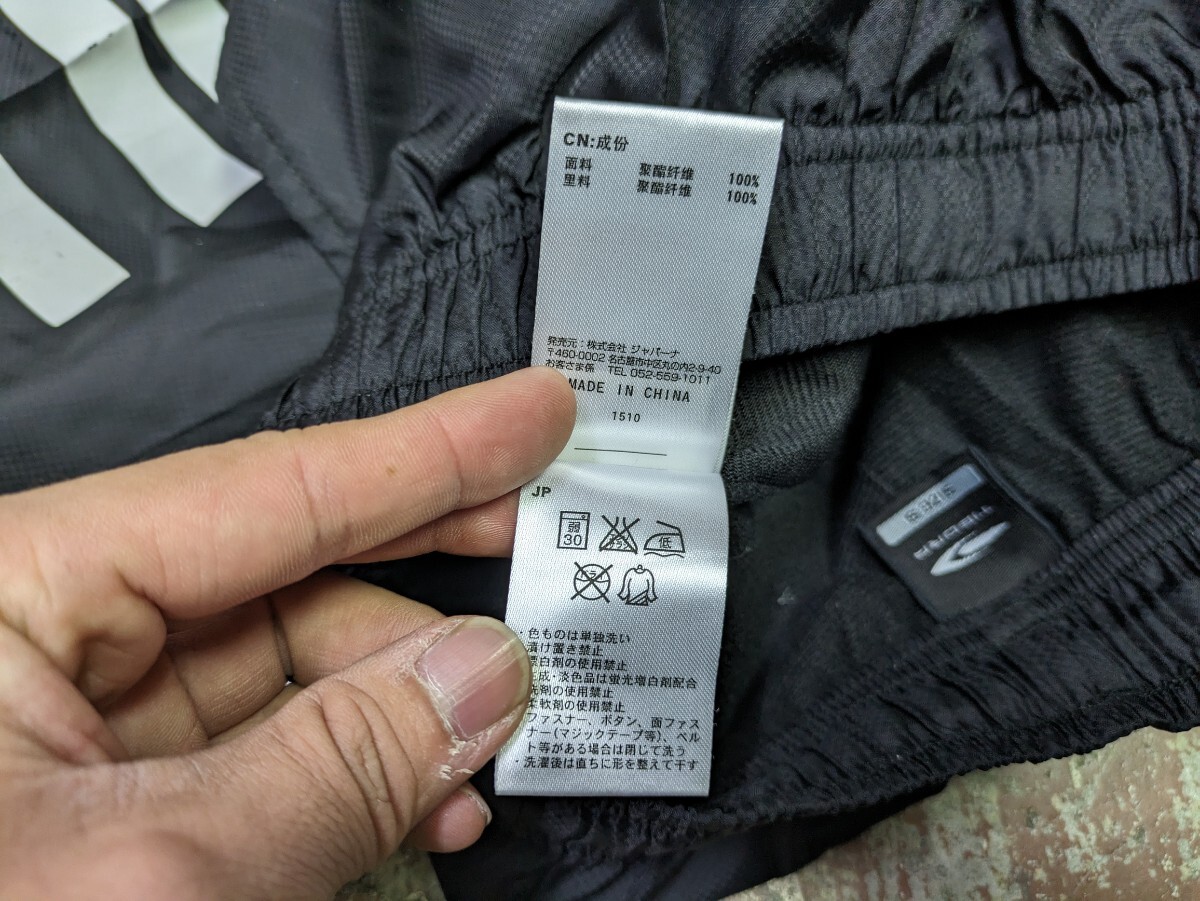 CN:成份
面料 聚酯纤维 100%
里料 聚酯纤维 100%
発売元：株式会社 ジャパーナ
〒460-0002 名古屋市中区丸の内2-9-40
お客さま係 TEL 052-559-1011
MADE IN CHINA
1510
JP
弱
30
低
・色ものは単独洗い
漬け置き禁止
漂白剤の使用禁止
・淡色品は蛍光増白剤配合
洗剤の使用禁止
柔軟剤の使用禁止
ファスナー、ボタン、面ファス
ナー(マジックテープ等)、ベル
ト等がある場合は閉じて洗う
・洗濯後は直ちに形を整えて干す
SIZE